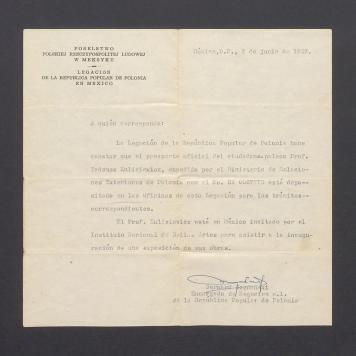 POSELSTWO
POLSKIEJ RZECZYPOSPOLITEJ LUDOWEJ
W MEKSYKU
LEGACION
DE LA REPUBLICA POPULAR DE POLONIA
EN MEXICO
México, D.F., de junio de
A quien corresponda:
La Legación de la República Popular de Polonia hace
constar que el pasaporte oficial del ciudadano polaco Prof.
Tadeusz Kulisiewicz, expedido por el Ministerio de Relacio-
nes Exteriores de Polonia con el No. está depo-
sitado en las oficinas de esta Legación para los trámites
correspondientes.
El Prof. Kulisiewicz está en México invitado por el
Instituto Nacional de Bellas Artes para asistir a la inaugu-
ración de una exposición de sus obras.
Bernard
Encargado de Negocios a.i.
de la República Popular de Polonia